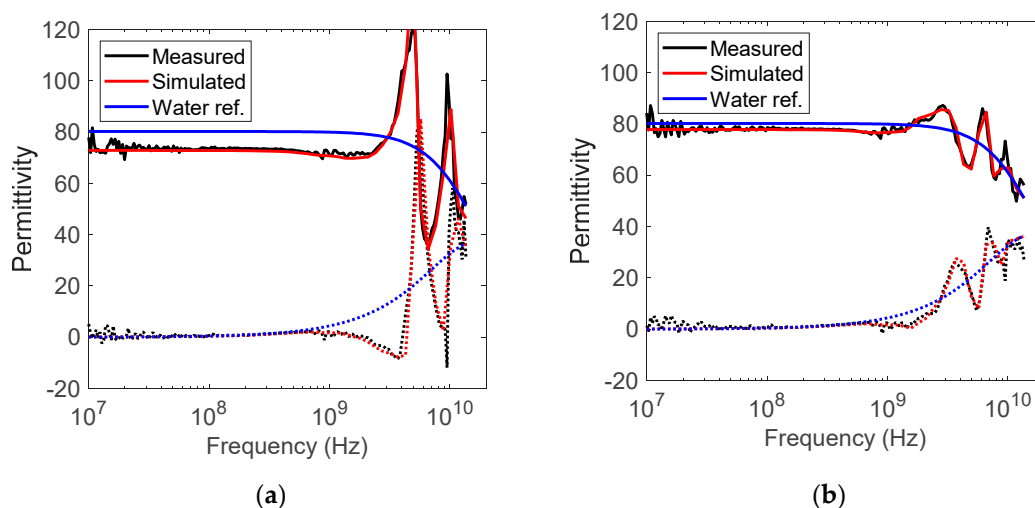 120
100
80
60
40
20
0
-20
Permittivity
Measured
Simulated
Water ref.
10^7
10^8
10^9
10^10
Frequency (Hz)
(a)
120
100
80
60
40
20
0
-20
Permittivity
Measured
Simulated
Water ref.
10^7
10^8
10^9
10^10
Frequency (Hz)
(b)